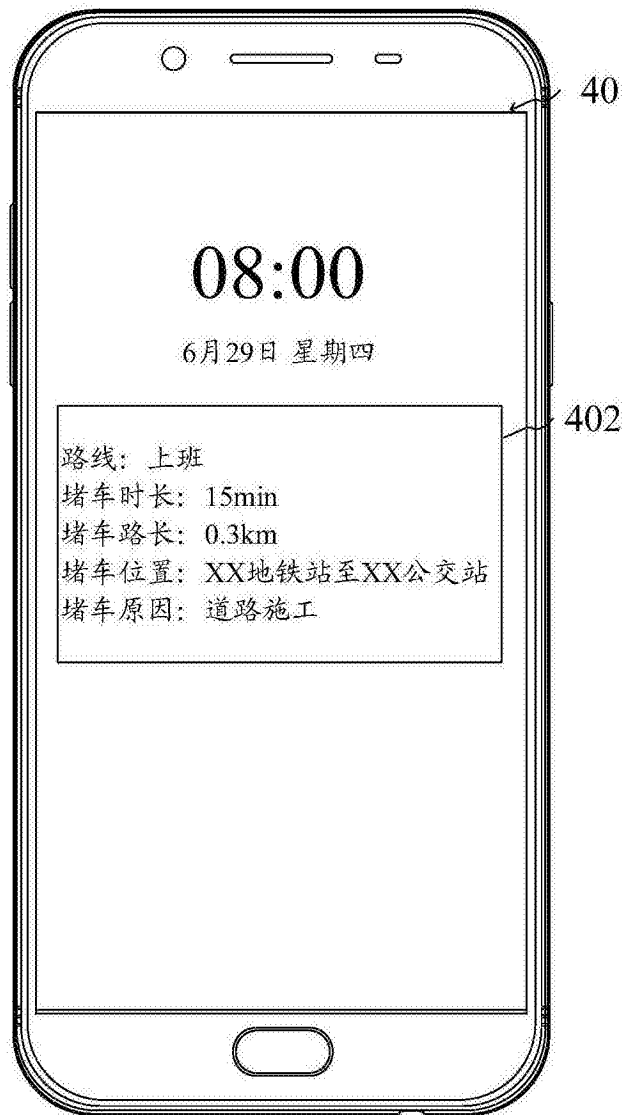 40
08:00
6月29日 星期四
402
路线：上班
堵车时长：15min
堵车路长：0.3km
堵车位置：XX地铁站至XX公交站
堵车原因：道路施工